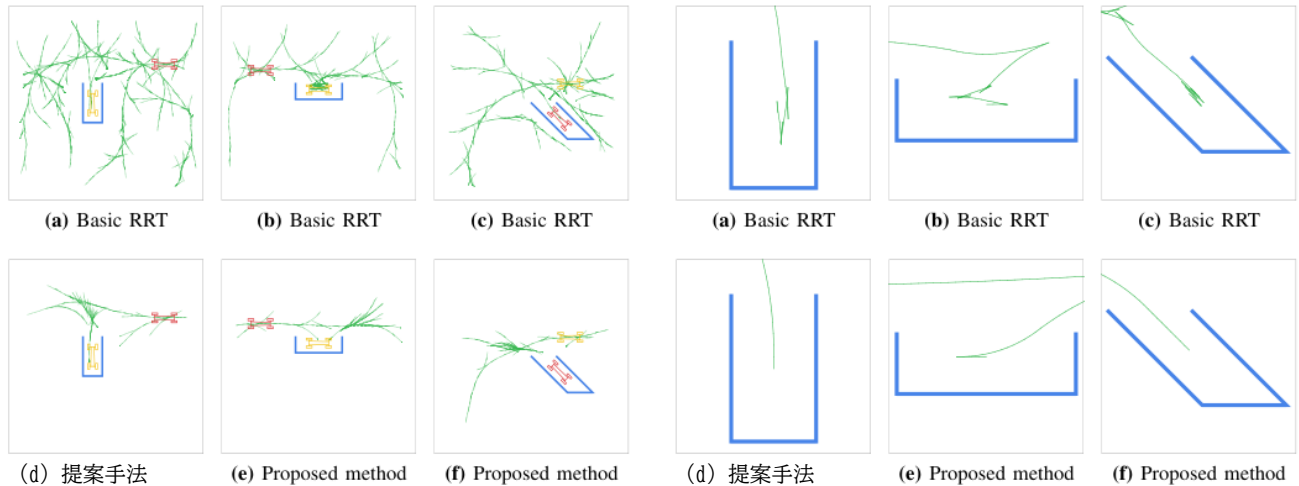 (a) Basic RRT
(b) Basic RRT
(c) Basic RRT
(a) Basic RRT
(b) Basic RRT
(c) Basic RRT
(d) 提案手法
(e) Proposed method
(f) Proposed method
(d) 提案手法
(e) Proposed method
(f) Proposed method